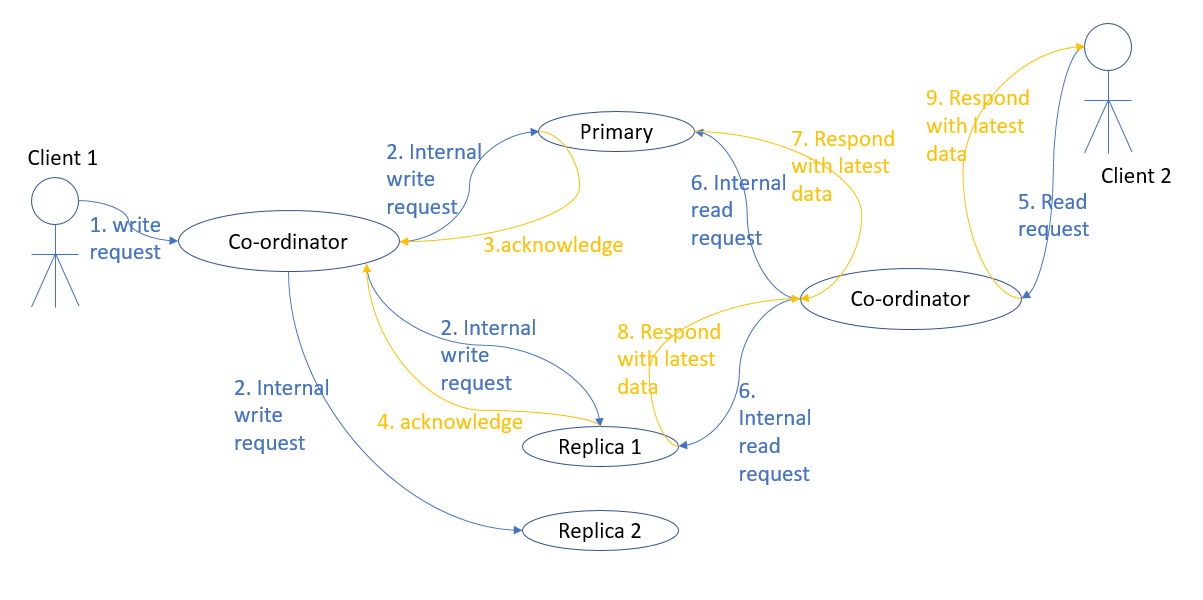 Client 1
1. write
request
Co-ordinator
2. Internal
write
request
Primary
3.acknowledge
2. Internal
write
request
4. acknowledge
2. Internal
write
request
Replica 1
Replica 2
6. Internal
read
request
7. Respond
with latest
data
8. Respond
with latest
data
6.
Internal
read
request
Co-ordinator
9. Respond
with latest
data
5. Read
request
Client 2